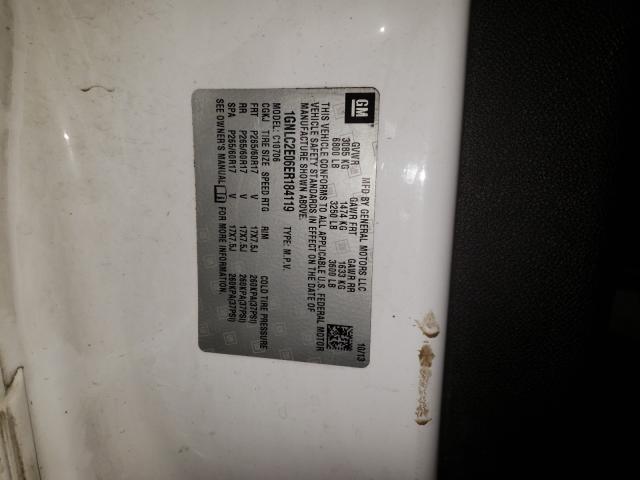 GM
MFD BY GENERAL MOTORS LLC
10/13
GVWR GAWR FRT GAWR RR
3085 KG 1474 KG 1633 KG
6800 LB 3250 LB 3600 LB
THIS VEHICLE CONFORMS TO ALL APPLICABLE U.S. FEDERAL MOTOR
VEHICLE SAFETY STANDARDS IN EFFECT ON THE DATE OF
MANUFACTURE SHOWN ABOVE.
1GNLC2E06ER184119 TYPE: M.P.V.
C10706
CGKJ TIRE SIZE SPEED RTG RIM COLD TIRE PRESSURE
FRT P265/60R17 V 17X7.5J 260KPA(37PSI)
RR P265/60R17 V 17X7.5J 260KPA(37PSI)
SPA P265/60R17 V 17X7.5J 260KPA(37PSI)
SEE OWNER'S MANUAL FOR MORE INFORMATION.